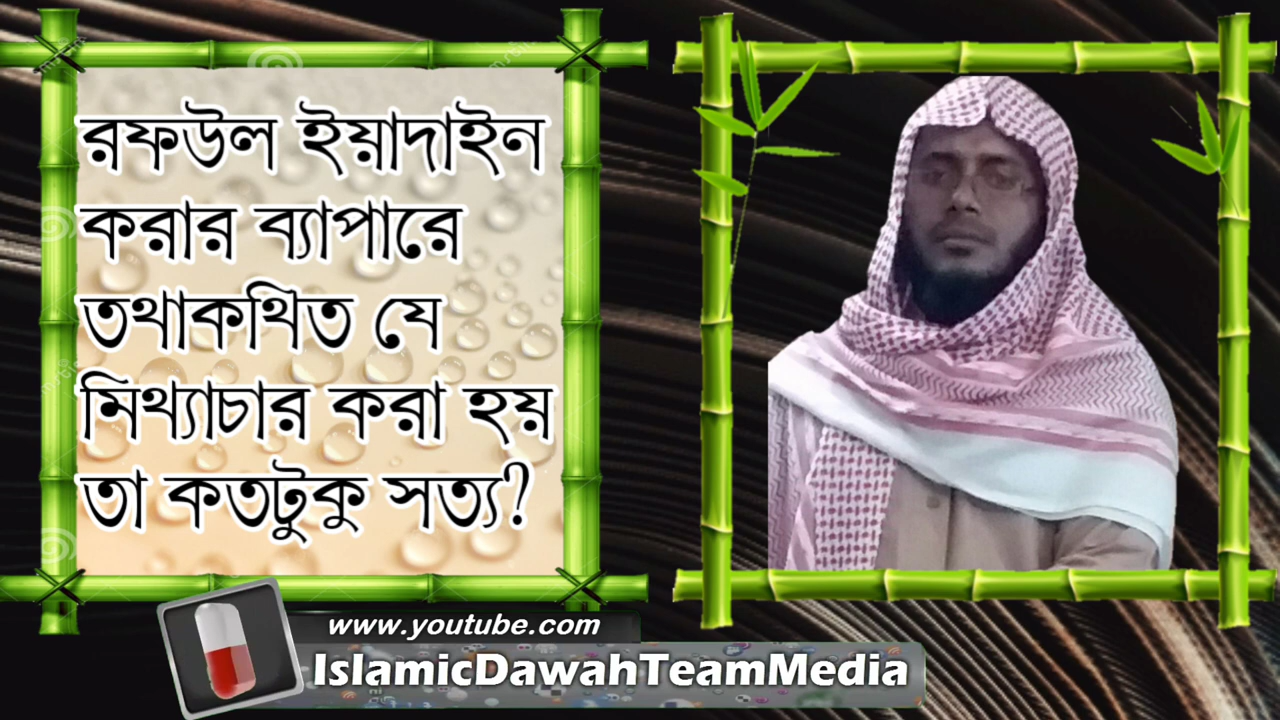 রফউল ইয়াদাইন
করার ব্যাপারে
তথাকথিত যে
মিথ্যাচার করা হয়
তা কতটুকু সত্য?
www.youtube.com
IslamicDawahTeamMedia